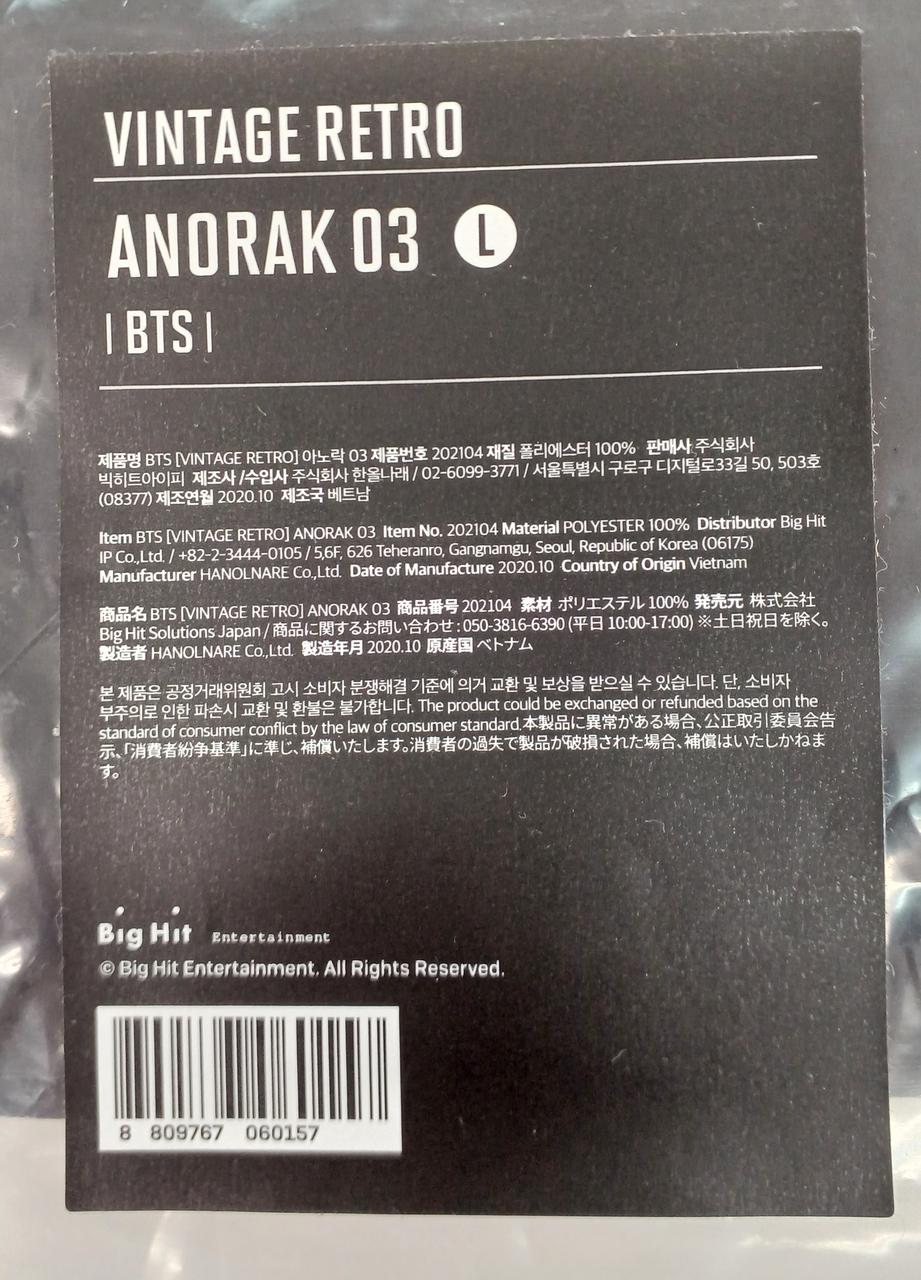 VINTAGE RETRO
ANORAK 03 L
| BTS |
제품명 BTS [VINTAGE RETRO] 아노락 03 제품번호 202104 재질 폴리에스터 100% 판매사 주식회사
빅히트아이피 제조사 /수입사 주식회사 한올나래 / 02-6099-3771 / 서울특별시 구로구 디지털로33길 50, 503호
(08377) 제조연월 2020.10 제조국 베트남
Item BTS [VINTAGE RETRO] ANORAK 03 Item No. 202104 Material POLYESTER 100% Distributor Big Hit
IP Co.,Ltd. / +82-2-3444-0105 / 5,6F, 626 Teheranro, Gangnamgu, Seoul, Republic of Korea (06175)
Manufacturer HANOLNARE Co.,Ltd. Date of Manufacture 2020.10 Country of Origin Vietnam
商品名 BTS [VINTAGE RETRO] ANORAK 03 商品番号 202104 素材 ポリエステル 100% 発売元 株式会社
Big Hit Solutions Japan / 商品に関するお問い合わせ : 050-3816-6390 (平日 10:00-17:00) ※土日祝日を除く。
製造者 HANOLNARE Co.,Ltd. 製造年月 2020.10 原産国 ベトナム
본 제품은 공정거래위원회 고시 소비자 분쟁해결 기준에 의거 교환 및 보상을 받으실 수 있습니다. 단, 소비자
부주의로 인한 파손시 교환 및 환불은 불가합니다. The product could be exchanged or refunded based on the
standard of consumer conflict by the law of consumer standard.本製品に異常がある場合、公正取引委員会告
示、「消費者紛争基準」に準じ、補償いたします。消費者の過失で製品が破損された場合、補償はいたしかねま
す。
Big Hit Entertainment
© Big Hit Entertainment. All Rights Reserved.
8 809767 060157